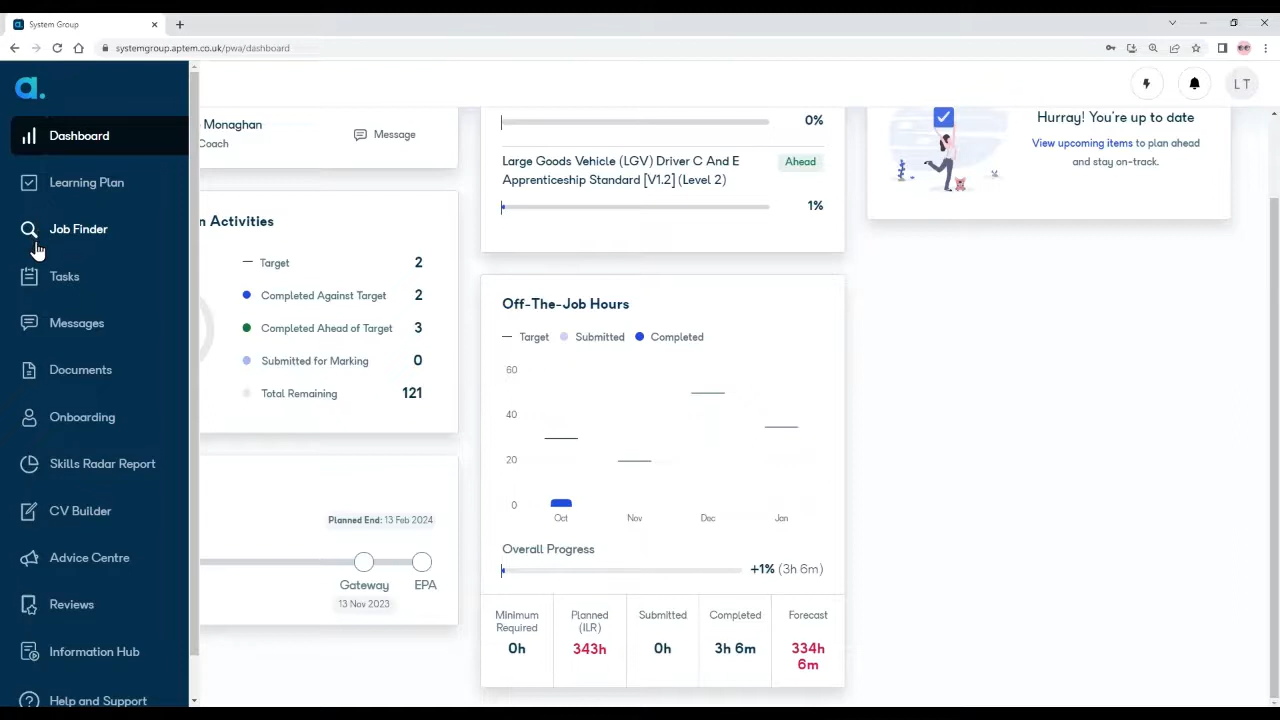 System Group
systemgroup.aptem.co.uk/pwa/dashboard
a.
LT
Dashboard
Learning Plan
Job Finder
Tasks
Messages
Documents
Onboarding
Skills Radar Report
CV Builder
Advice Centre
Reviews
Information Hub
Help and Support
Monaghan
Coach
Message
n Activities
Target 2
Completed Against Target 2
Completed Ahead of Target 3
Submitted for Marking 0
Total Remaining 121
Planned End: 13 Feb 2024
Gateway EPA
13 Nov 2023
0%
Large Goods Vehicle (LGV) Driver C And E
Apprenticeship Standard [V1.2] (Level 2)
Ahead
1%
Off-The-Job Hours
Target Submitted Completed
60
40
20
0
Oct Nov Dec Jan
Overall Progress
+1% (3h 6m)
Minimum
Required
0h
Planned
(ILR)
343h
Submitted
0h
Completed
3h 6m
Forecast
334h
6m
Hurray! You're up to date
View upcoming items to plan ahead
and stay on-track.